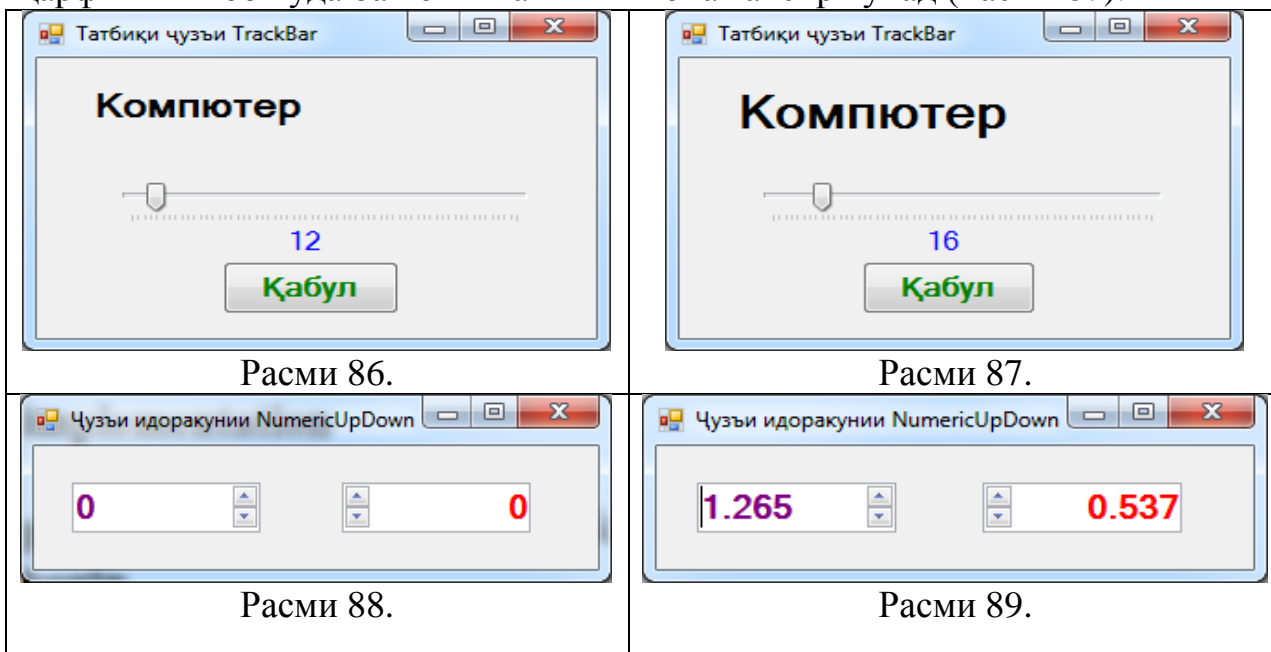 Татбиқи ҷузъи TrackBar
Татбиқи ҷузъи TrackBar
Компютер
Компютер
12
16
Қабул
Қабул
Расми 86.
Расми 87.
Ҷузъи идоракунии NumericUpDown
Ҷузъи идоракунии NumericUpDown
0
0
1.265
0.537
Расми 88.
Расми 89.